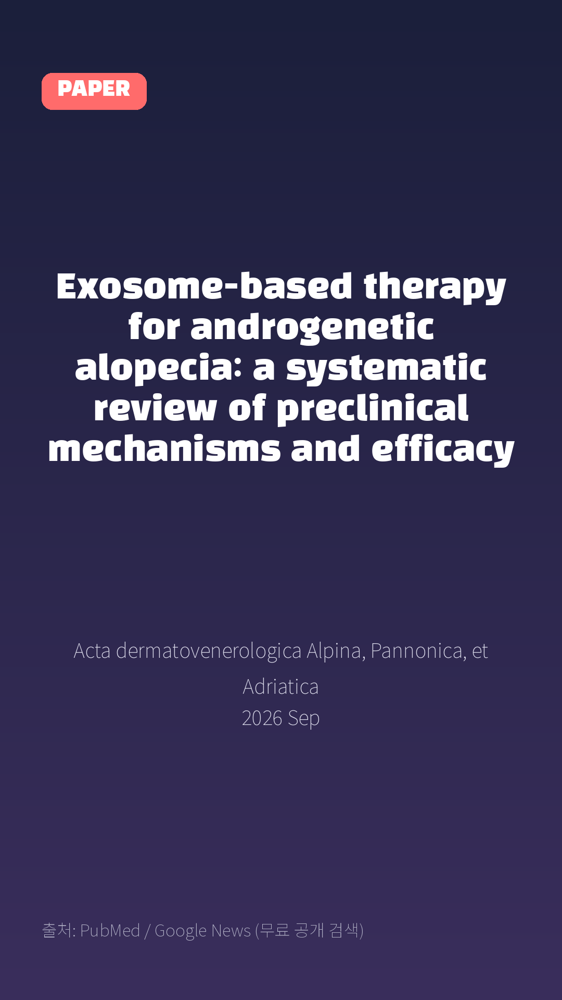 PAPER
Exosome-based therapy
for androgenetic
alopecia: a systematic
review of preclinical
mechanisms and efficacy
Acta dermatovenerologica Alpina, Pannonica, et
Adriatica
2026 Sep
출처: PubMed / Google News (무료 공개 검색)